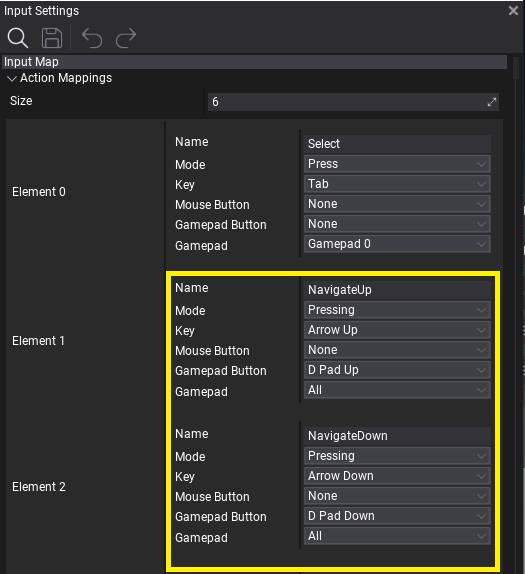 Input Settings
Input Map
Action Mappings
Size 6
Element 0
Name Select
Mode Press
Key Tab
Mouse Button None
Gamepad Button None
Gamepad Gamepad 0
Element 1
Name NavigateUp
Mode Pressing
Key Arrow Up
Mouse Button None
Gamepad Button D Pad Up
Gamepad All
Element 2
Name NavigateDown
Mode Pressing
Key Arrow Down
Mouse Button None
Gamepad Button D Pad Down
Gamepad All